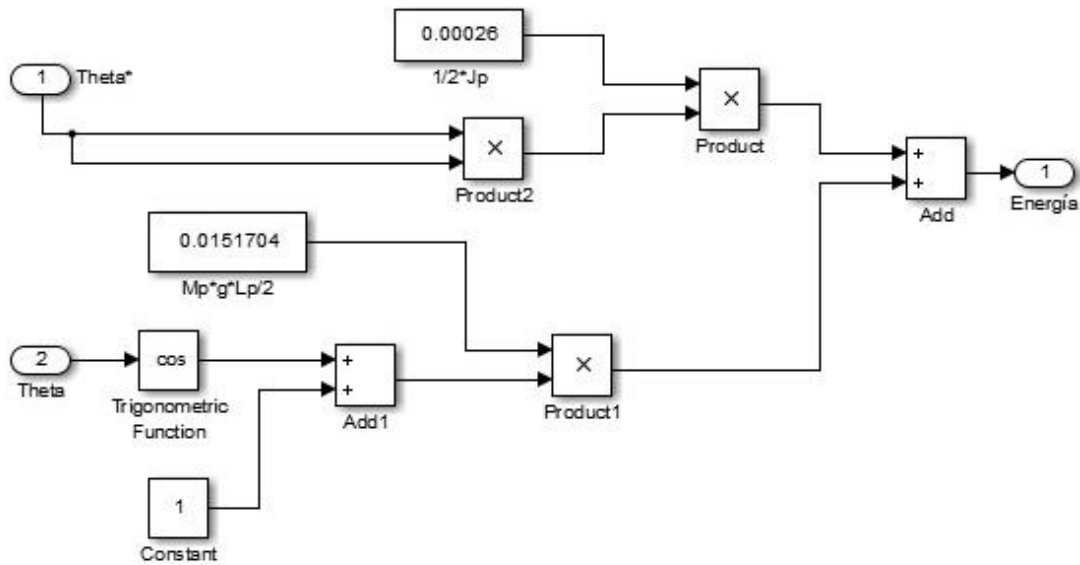 0.00026
1/2*Jp
1
Theta*
×
Product
×
Product2
+
+
Add
1
Energía
0.0151704
Mp*g*Lp/2
2
Theta
cos
Trigonometric
Function
+
+
Add1
×
Product1
1
Constant